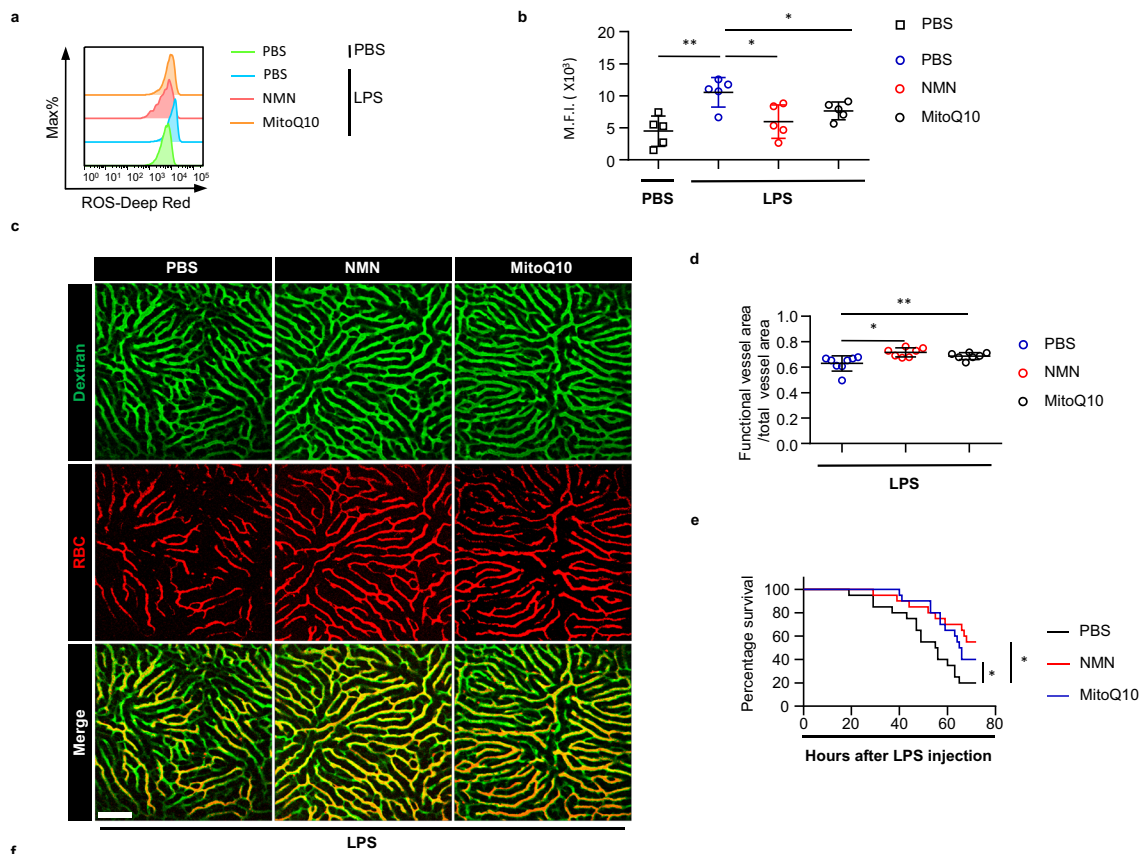 a
Max%
10⁰ 10¹ 10² 10³ 10⁴ 10⁵
ROS-Deep Red
PBS
PBS
NMN
MitoQ10
PBS
LPS
b
M.F.I. ( X10³)
20
15
10
5
0
**
*
*
PBS
LPS
PBS
PBS
NMN
MitoQ10
c
PBS NMN MitoQ10
Dextran
RBC
Merge
LPS
d
Functional vessel area
/total vessel area
1.0
0.8
0.6
0.4
0.2
0.0
**
*
LPS
PBS
NMN
MitoQ10
e
Percentage survival
100
80
60
40
20
0 20 40 60 80
Hours after LPS injection
*
*
PBS
NMN
MitoQ10
f